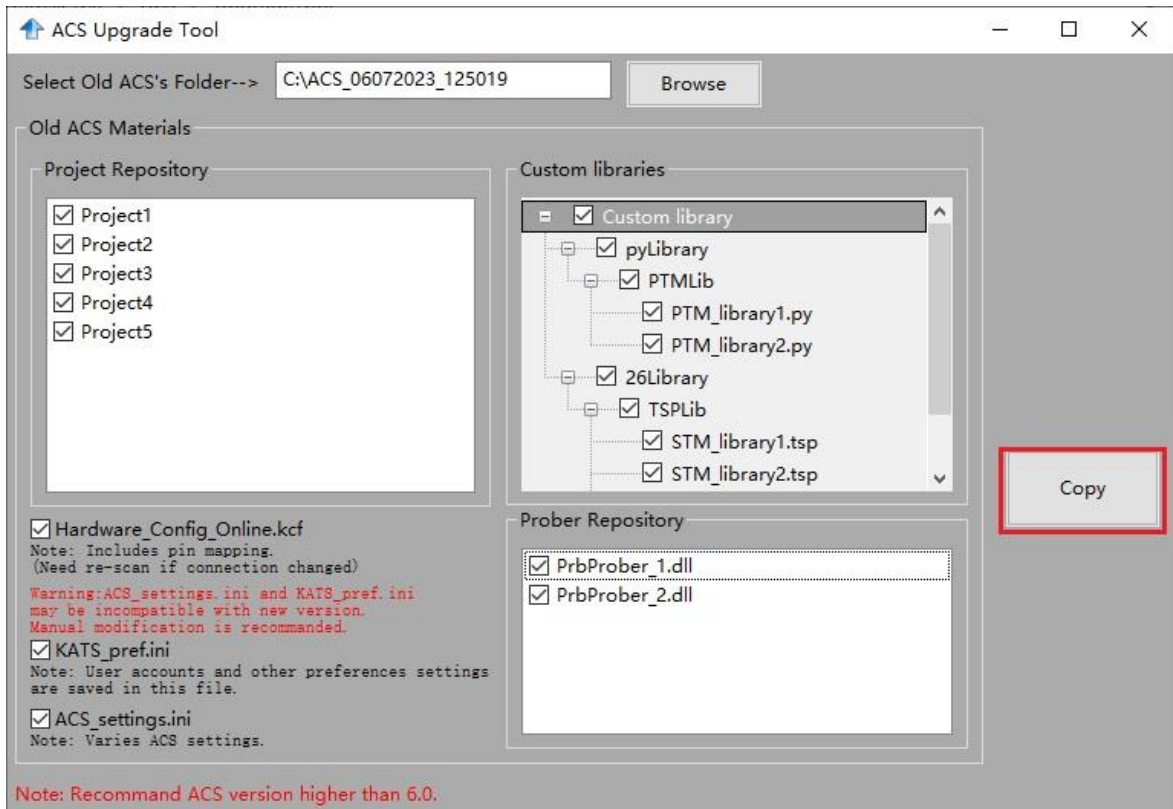 ACS Upgrade Tool
Select Old ACS's Folder-->
C:\ACS_06072023_125019
Browse
Old ACS Materials
Project Repository
Project1
Project2
Project3
Project4
Project5
Custom libraries
Custom library
pyLibrary
PTMLib
PTM_library1.py
PTM_library2.py
26Library
TSPLib
STM_library1.tsp
STM_library2.tsp
Copy
Hardware_Config_Online.kcf
Note: Includes pin mapping.
(Need re-scan if connection changed)
Warning:ACS_settings.ini and KATS_pref.ini
may be incompatible with new version.
Manual modification is recommanded.
KATS_pref.ini
Note: User accounts and other preferences settings
are saved in this file.
ACS_settings.ini
Note: Varies ACS settings.
Prober Repository
PrbProber_1.dll
PrbProber_2.dll
Note: Recommand ACS version higher than 6.0.